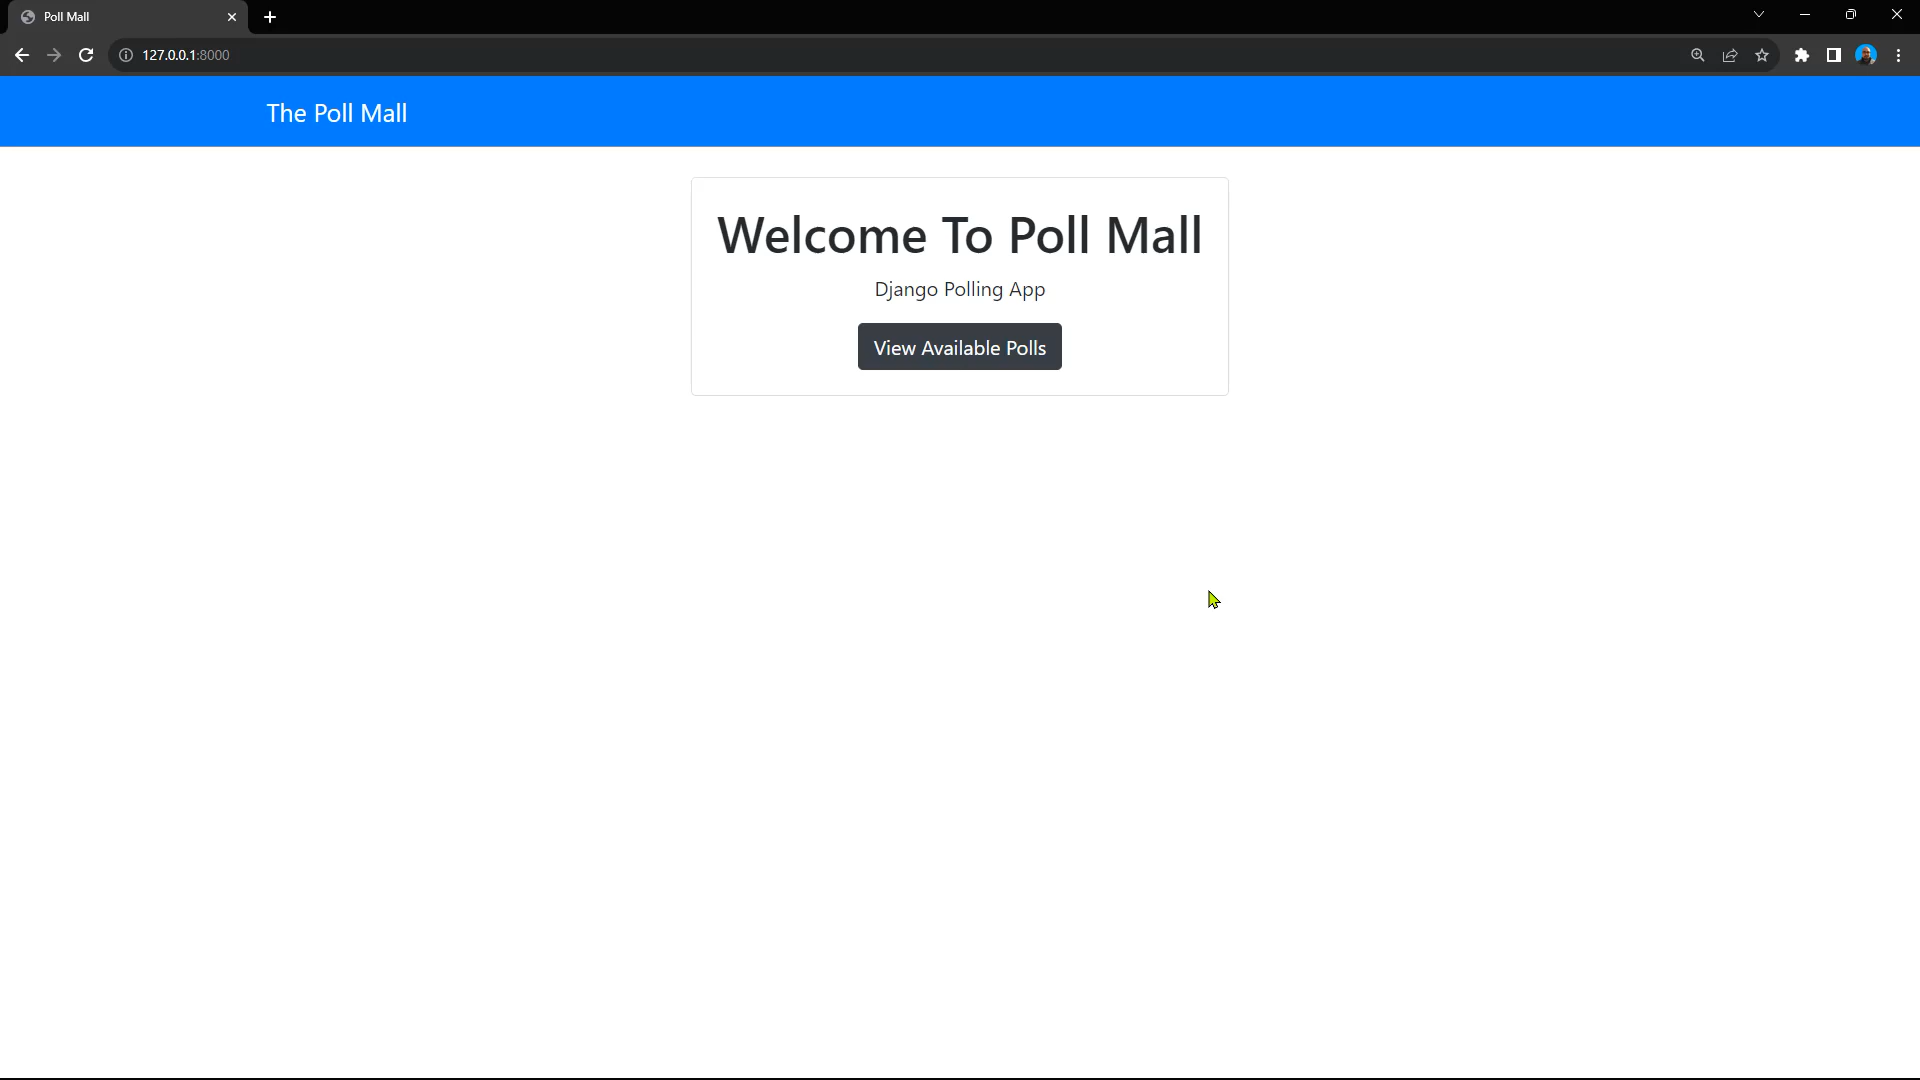 Poll Mall
127.0.0.1:8000
The Poll Mall
Welcome To Poll Mall
Django Polling App
View Available Polls